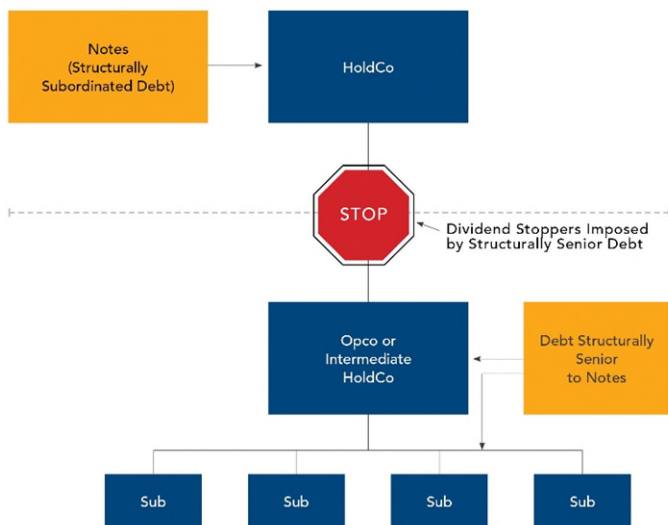 Notes
(Structurally
Subordinated Debt)
HoldCo
STOP
Dividend Stoppers Imposed
by Structurally Senior Debt
Opco or
Intermediate
HoldCo
Debt Structurally
Senior
to Notes
Sub
Sub
Sub
Sub